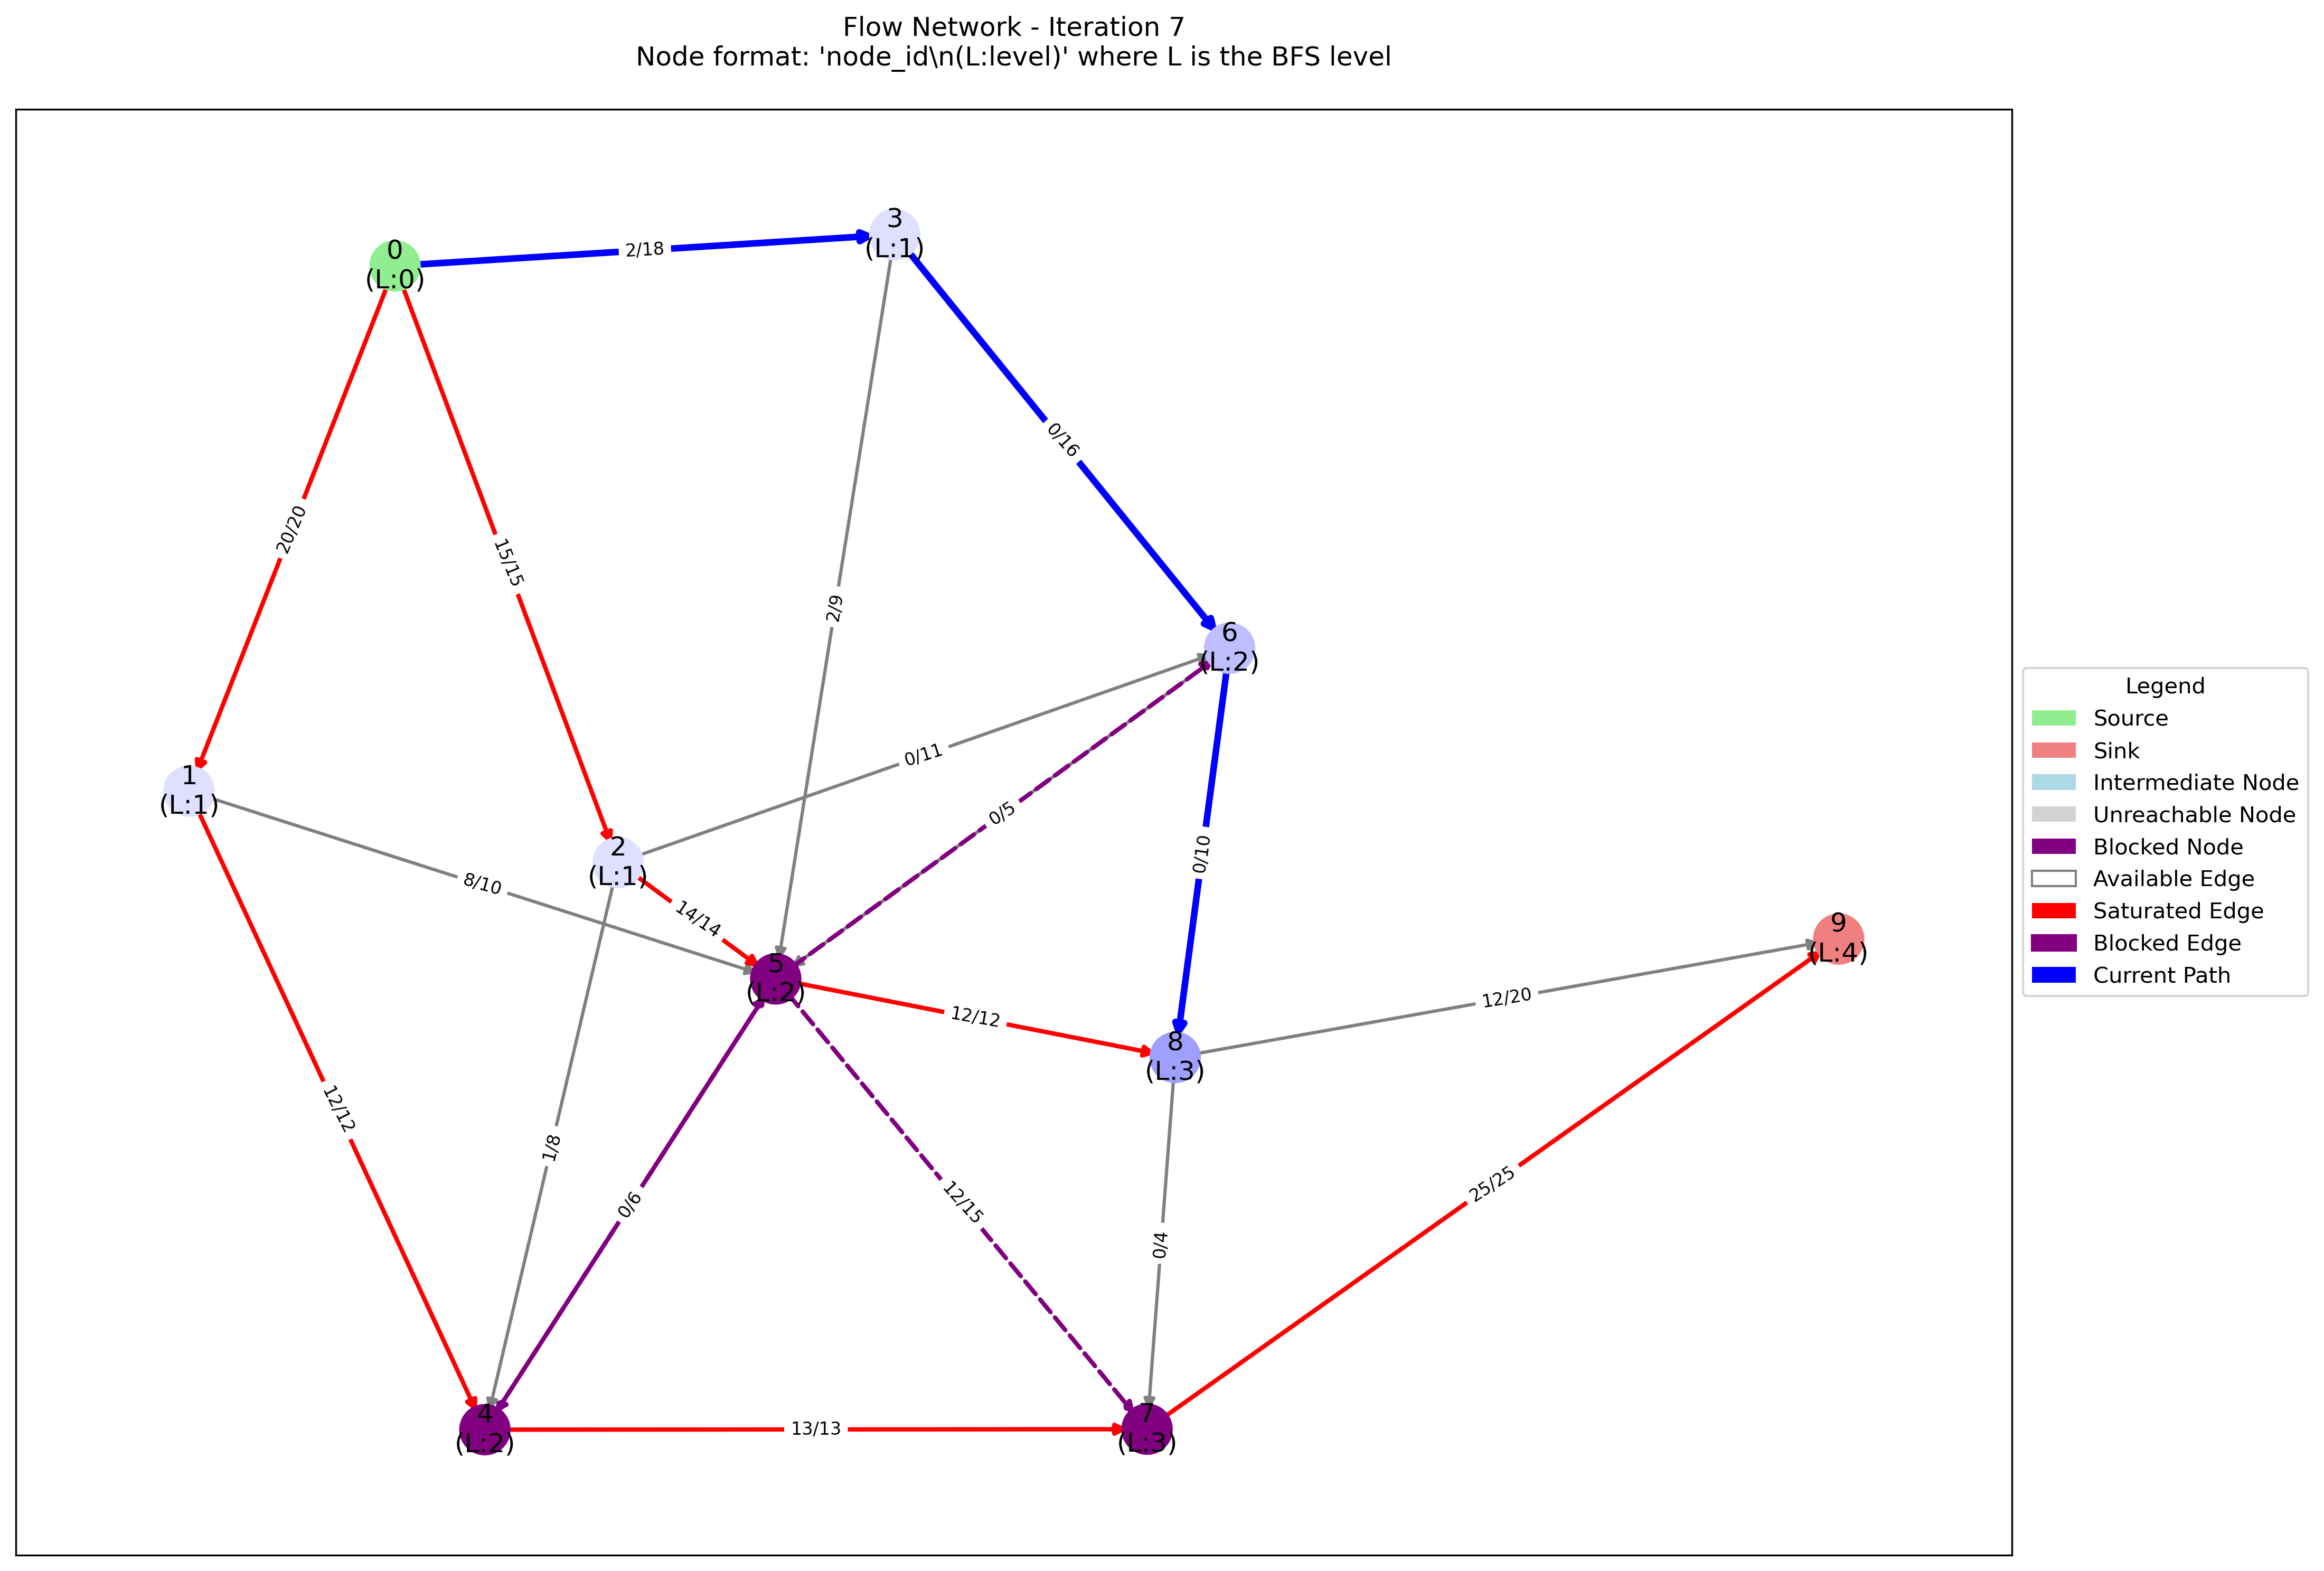 Flow Network - Iteration 7
Node format: 'node_id\n(L:level)' where L is the BFS level
3
(L:1)
0
(L:0)
2/18
0/16
20/20
15/15
2/9
6
(L:2)
0/11
1
(L:1)
0/5
2
(L:1)
0/10
8/10
14/14
9
(L:4)
5
(L:2)
12/20
12/12
8
(L:3)
12/12
1/8
0/6
12/15
25/25
0/4
4
(L:2)
13/13
7
(L:3)
Legend
Source
Sink
Intermediate Node
Unreachable Node
Blocked Node
Available Edge
Saturated Edge
Blocked Edge
Current Path